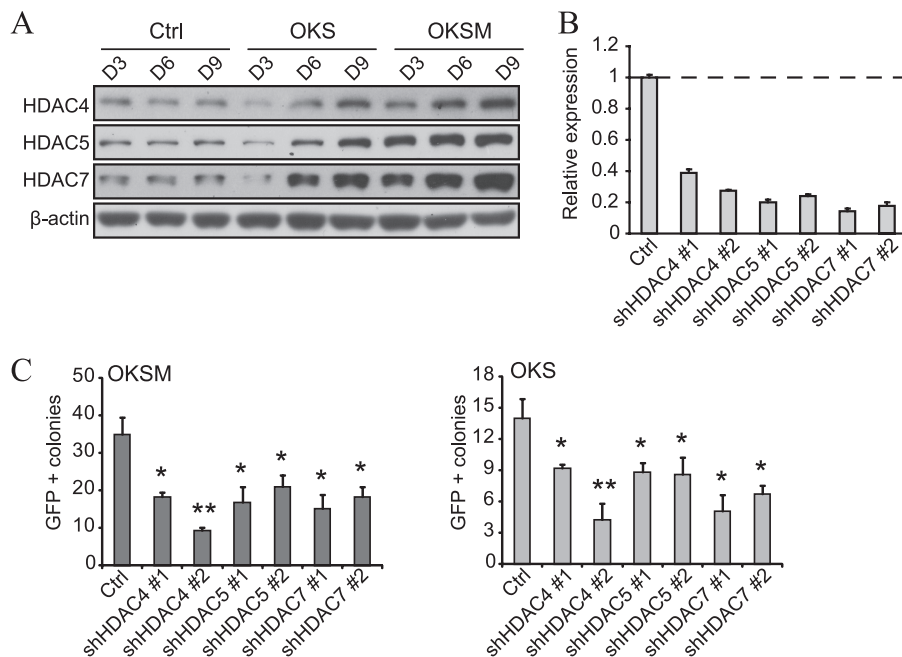 A
Ctrl OKS OKSM
D3 D6 D9 D3 D6 D9 D3 D6 D9
HDAC4
HDAC5
HDAC7
β-actin
B
Relative expression
1.2
1
0.8
0.6
0.4
0.2
0
Ctrl
shHDAC4 #1
shHDAC4 #2
shHDAC5 #1
shHDAC5 #2
shHDAC7 #1
shHDAC7 #2
C
OKSM
GFP + colonies
50
40
30
20
10
0
* ** * * * *
Ctrl
shHDAC4 #1
shHDAC4 #2
shHDAC5 #1
shHDAC5 #2
shHDAC7 #1
shHDAC7 #2
OKS
GFP + colonies
18
15
12
9
6
3
0
* ** * * * *
Ctrl
shHDAC4 #1
shHDAC4 #2
shHDAC5 #1
shHDAC5 #2
shHDAC7 #1
shHDAC7 #2